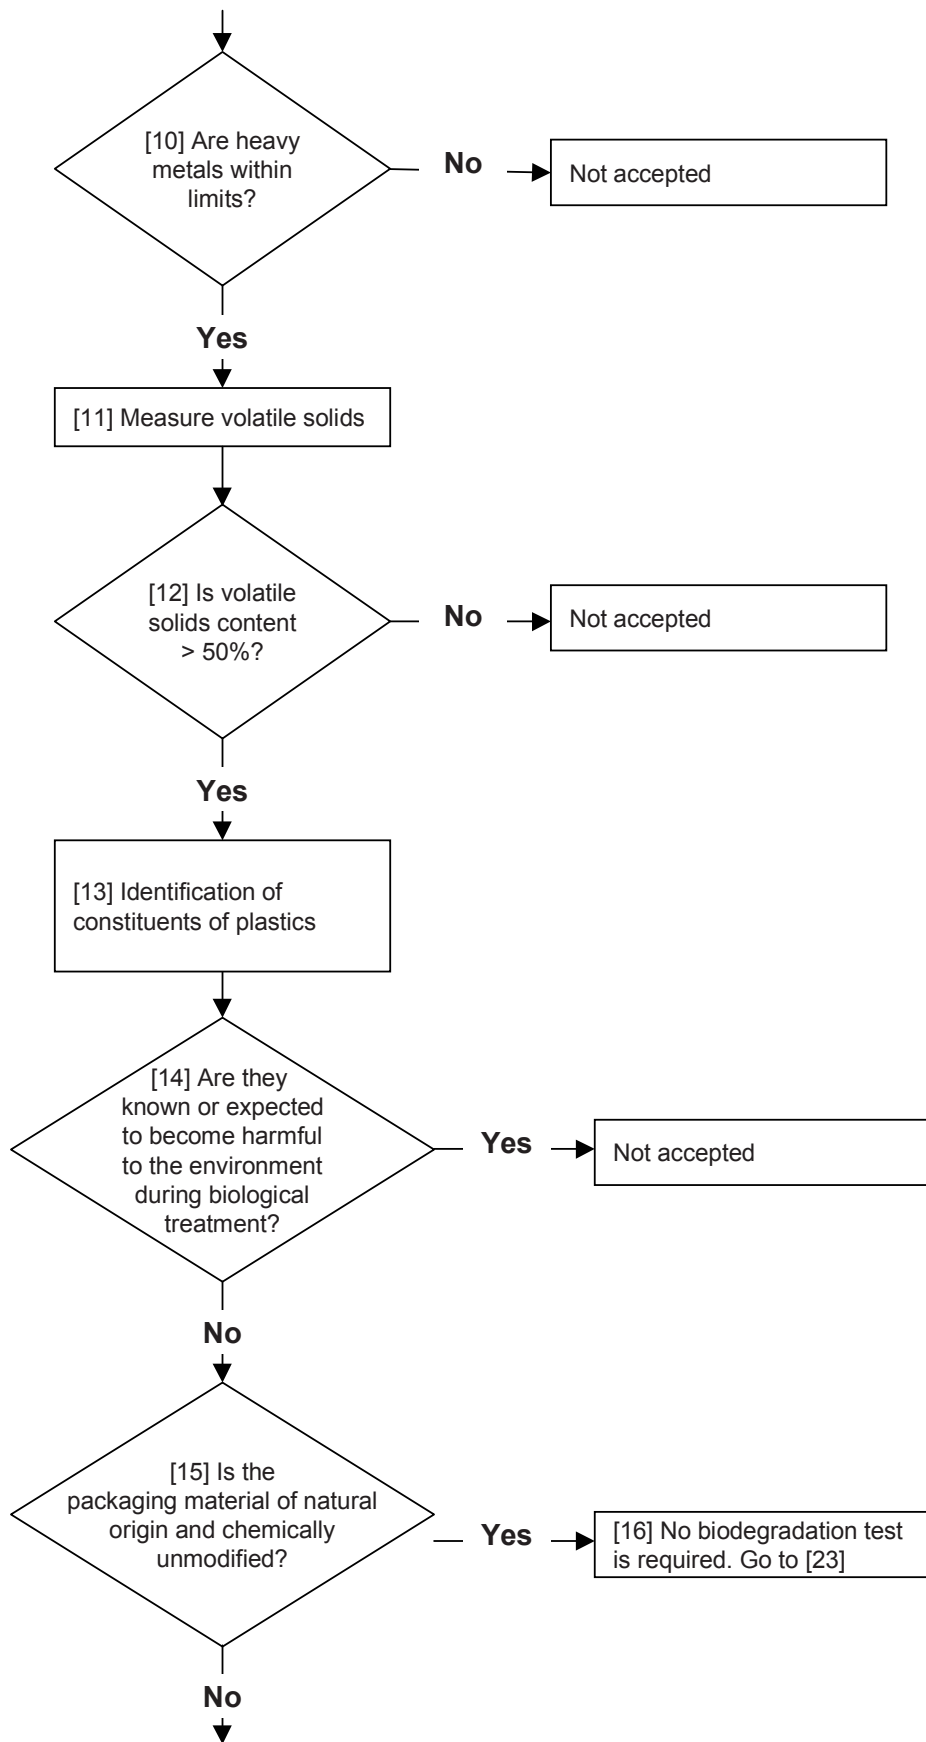 [10] Are heavy
metals within
limits?
No
Not accepted
Yes
[11] Measure volatile solids
[12] Is volatile
solids content
> 50%?
No
Not accepted
Yes
[13] Identification of
constituents of plastics
[14] Are they
known or expected
to become harmful
to the environment
during biological
treatment?
Yes
Not accepted
No
[15] Is the
packaging material of natural
origin and chemically
unmodified?
Yes
[16] No biodegradation test
is required. Go to [23]
No